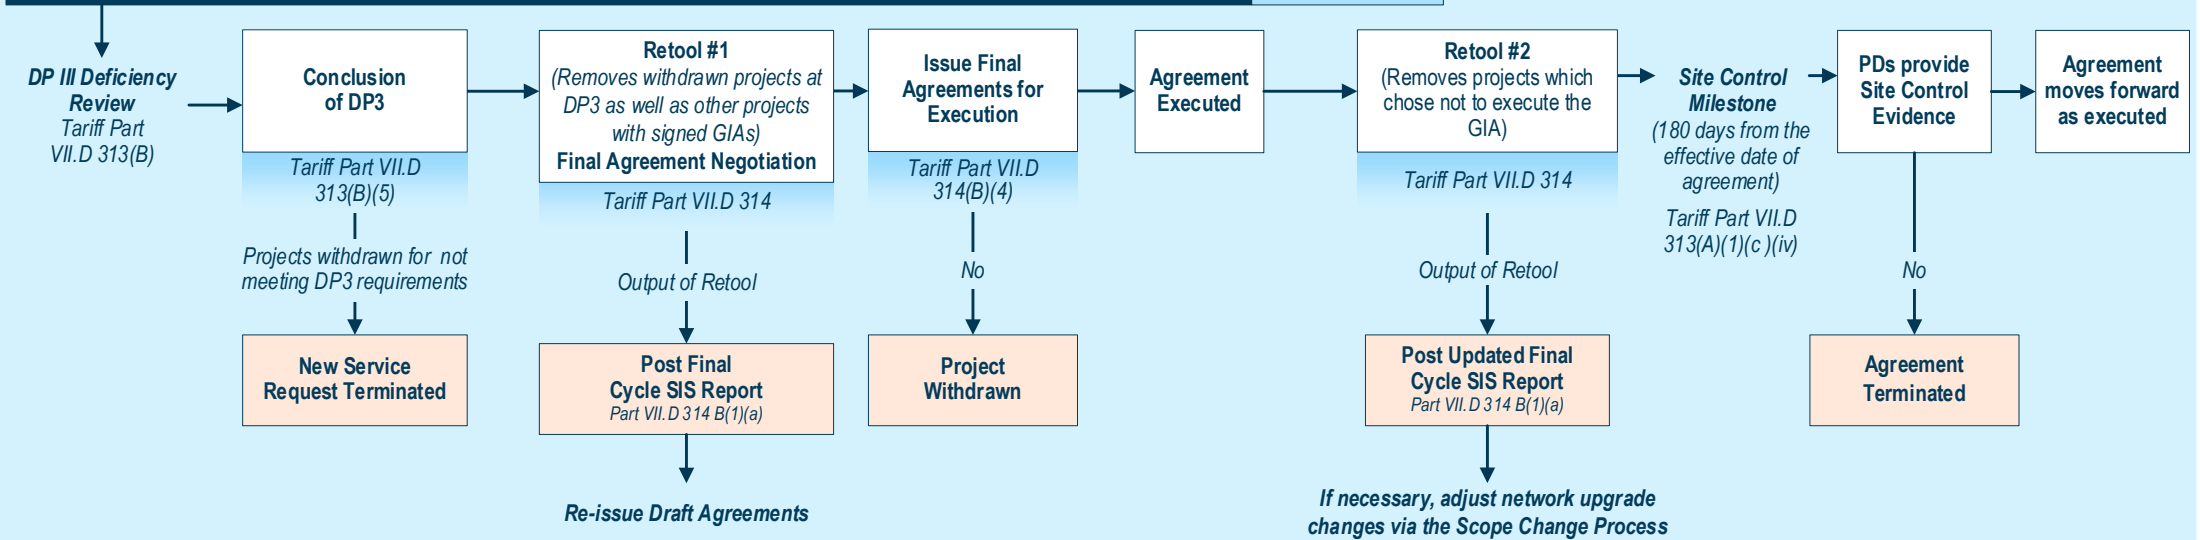 DP III Deficiency
Review
Tariff Part
VII.D 313(B)
Conclusion
of DP3
Tariff Part VII.D
313(B)(5)
Projects withdrawn for not
meeting DP3 requirements
New Service
Request Terminated
Retool #1
(Removes withdrawn projects at
DP3 as well as other projects
with signed GIAs)
Final Agreement Negotiation
Tariff Part VII.D 314
Output of Retool
Post Final
Cycle SIS Report
Part VII.D 314 B(1)(a)
Re-issue Draft Agreements
Issue Final
Agreements for
Execution
Tariff Part VII.D
314(B)(4)
No
Project
Withdrawn
Agreement
Executed
Retool #2
(Removes projects which
chose not to execute the
GIA)
Tariff Part VII.D 314
Output of Retool
Post Updated Final
Cycle SIS Report
Part VII.D 314 B(1)(a)
If necessary, adjust network upgrade
changes via the Scope Change Process
Site Control
Milestone
(180 days from the
effective date of
agreement)
Tariff Part VII.D
313(A)(1)(c )(iv)
PDs provide
Site Control
Evidence
No
Agreement
Terminated
Agreement
moves forward
as executed